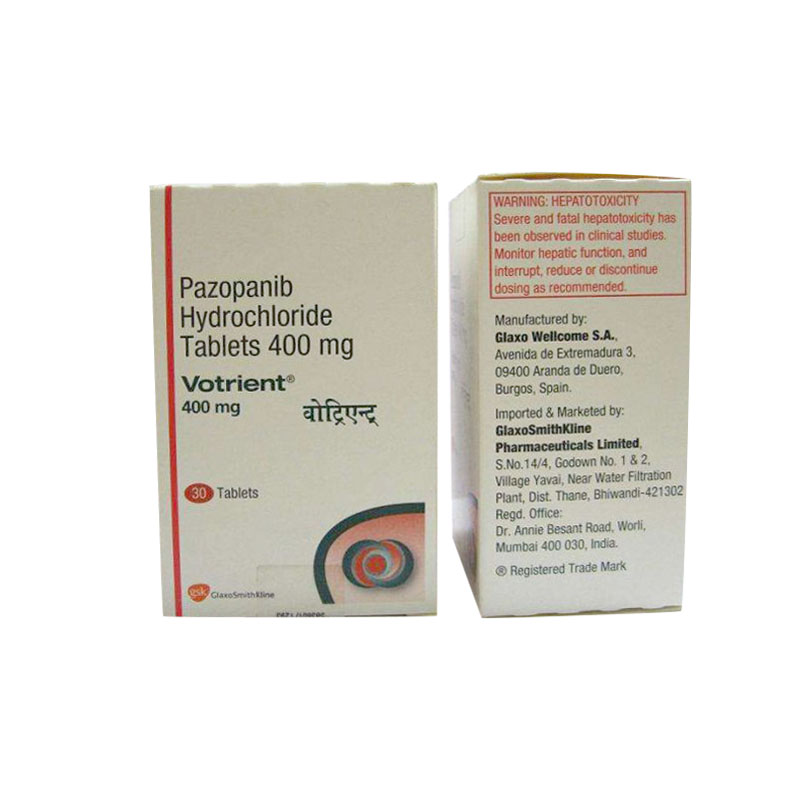 Pazopanib
Hydrochloride
Tablets 400 mg
Votrient®
400 mg
वोट्रिएन्ट्
30 Tablets
gsk GlaxoSmithKline
WARNING: HEPATOTOXICITY
Severe and fatal hepatotoxicity has
been observed in clinical studies.
Monitor hepatic function, and
interrupt, reduce or discontinue
dosing as recommended.
Manufactured by:
Glaxo Wellcome S.A.,
Avenida de Extremadura 3,
09400 Aranda de Duero,
Burgos, Spain.
Imported & Marketed by:
GlaxoSmithKline
Pharmaceuticals Limited,
S.No.14/4, Godown No. 1 & 2,
Village Yavai, Near Water Filtration
Plant, Dist. Thane, Bhiwandi-421302
Regd. Office:
Dr. Annie Besant Road, Worli,
Mumbai 400 030, India.
® Registered Trade Mark